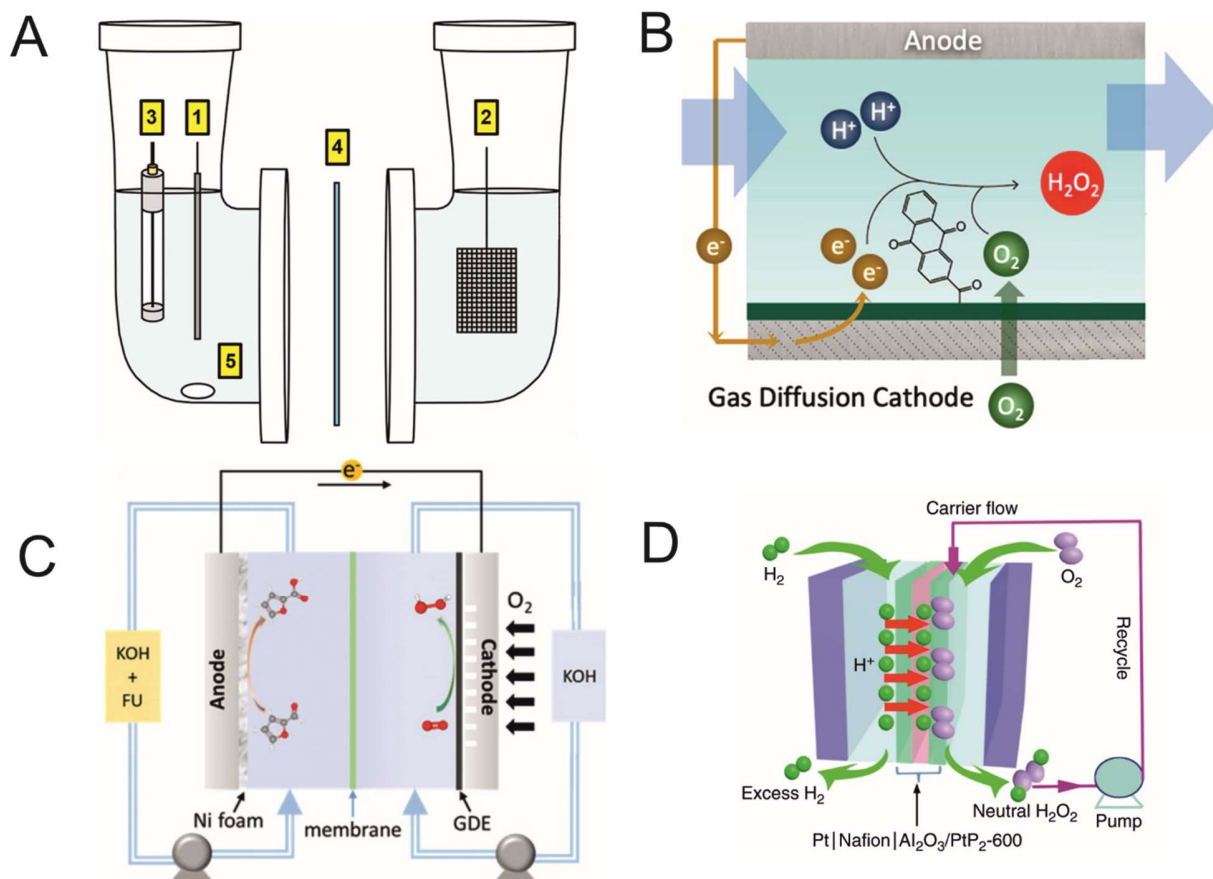 A
3
1
4
2
5
B
Anode
H+
H+
H2O2
e-
e-
e-
O
O
O
O2
Gas Diffusion Cathode
O2
C
e-
KOH
+
FU
Anode
Cathode
O2
KOH
Ni foam
membrane
GDE
D
Carrier flow
H2
O2
H+
Recycle
Excess H2
Neutral H2O2
Pump
Pt|Nafion|Al2O3/PtP2-600